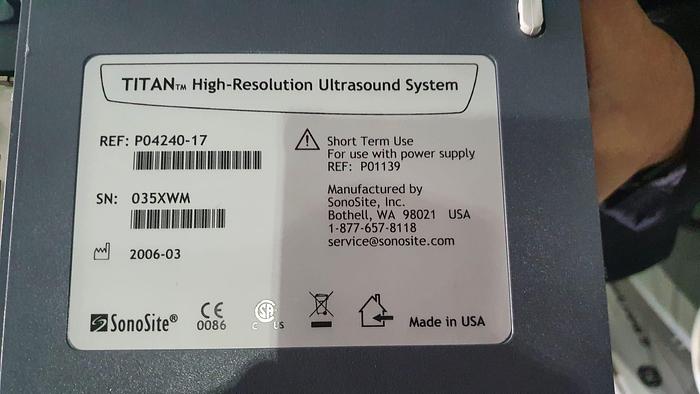 TITAN™ High-Resolution Ultrasound System
REF: P04240-17
SN: 035XWM
2006-03
Short Term Use
For use with power supply
REF: P01139
Manufactured by
SonoSite, Inc.
Bothell, WA 98021 USA
1-877-657-8118
service@sonosite.com
SonoSite®
CE
0086
SA
C US
Made in USA